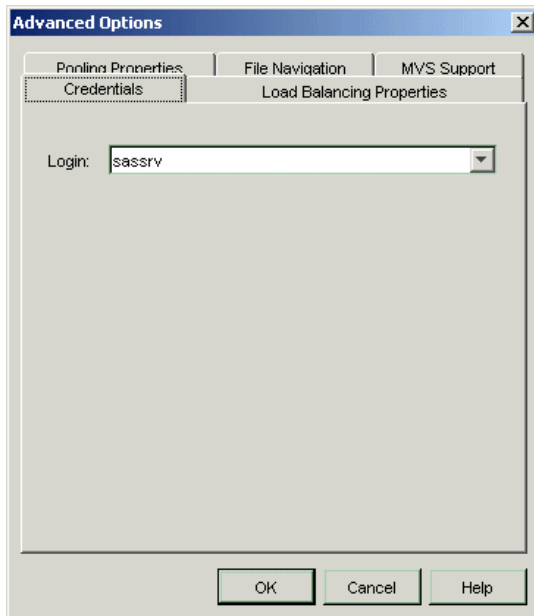 Advanced Options
Pooling Properties File Navigation MVS Support
Credentials Load Balancing Properties
Login: sassrv
OK Cancel Help